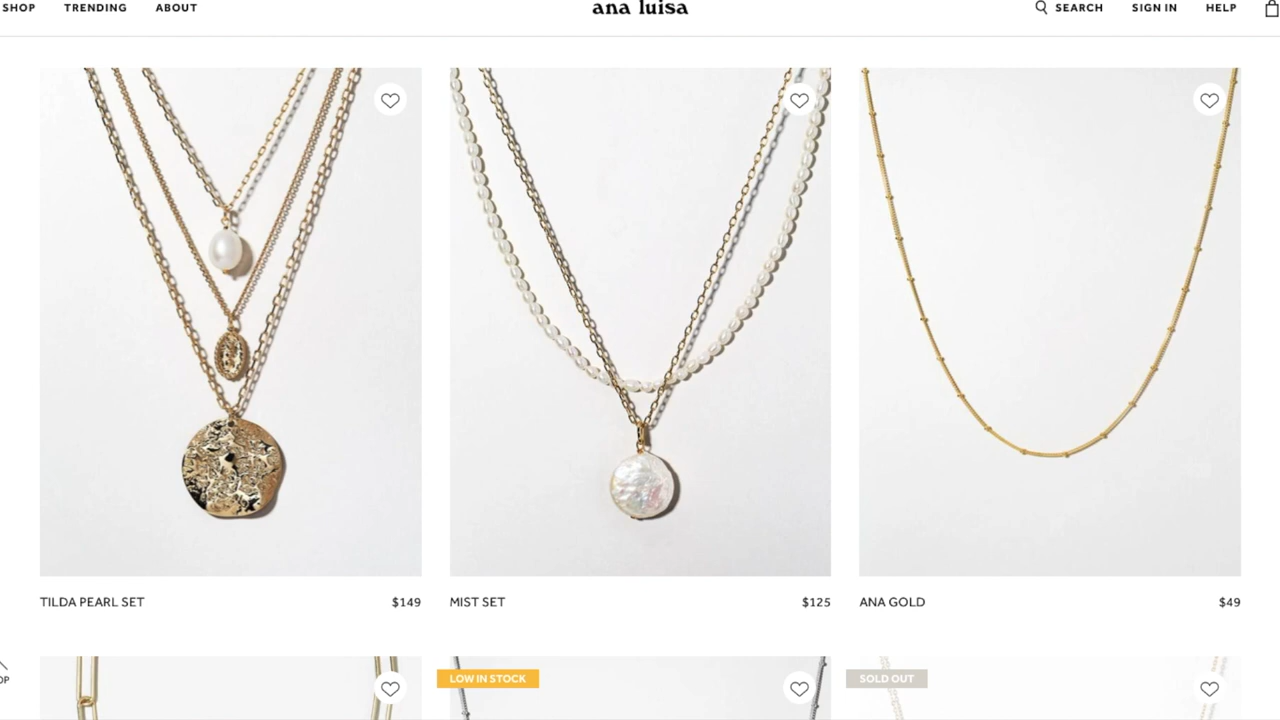 SHOP TRENDING ABOUT ana luisa SEARCH SIGN IN HELP
TILDA PEARL SET $149 MIST SET $125 ANA GOLD $49
LOW IN STOCK SOLD OUT